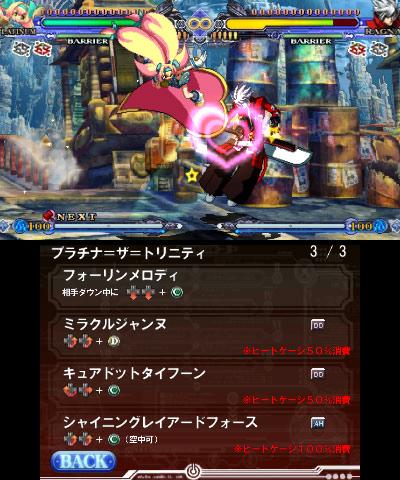 PLATINUM
RAGNA
BARRIER
BARRIER
NEXT
100
100
プラチナ=ザ=トリニティ
3 / 3
フォーリンメロディ
相手ダウン中に + C
ミラクルジャンヌ
DD
+ D
※ヒートゲージ50%消費
キュアドットタイフーン
DD
+ C
※ヒートゲージ50%消費
シャイニングレイアードフォース
AH
+ C (空中可)
※ヒートゲージ100%消費
BACK